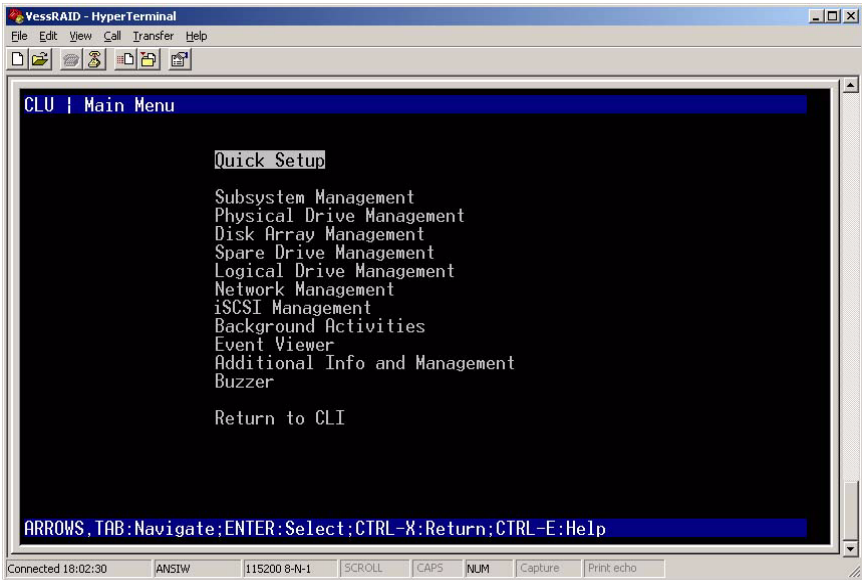 VessRAID - HyperTerminal
File Edit View Call Transfer Help
CLU | Main Menu
Quick Setup
Subsystem Management
Physical Drive Management
Disk Array Management
Spare Drive Management
Logical Drive Management
Network Management
iSCSI Management
Background Activities
Event Viewer
Additional Info and Management
Buzzer
Return to CLI
ARROWS,TAB:Navigate;ENTER:Select;CTRL-X:Return;CTRL-E:Help
Connected 18:02:30 ANSIW 115200 8-N-1 SCROLL CAPS NUM Capture Print echo